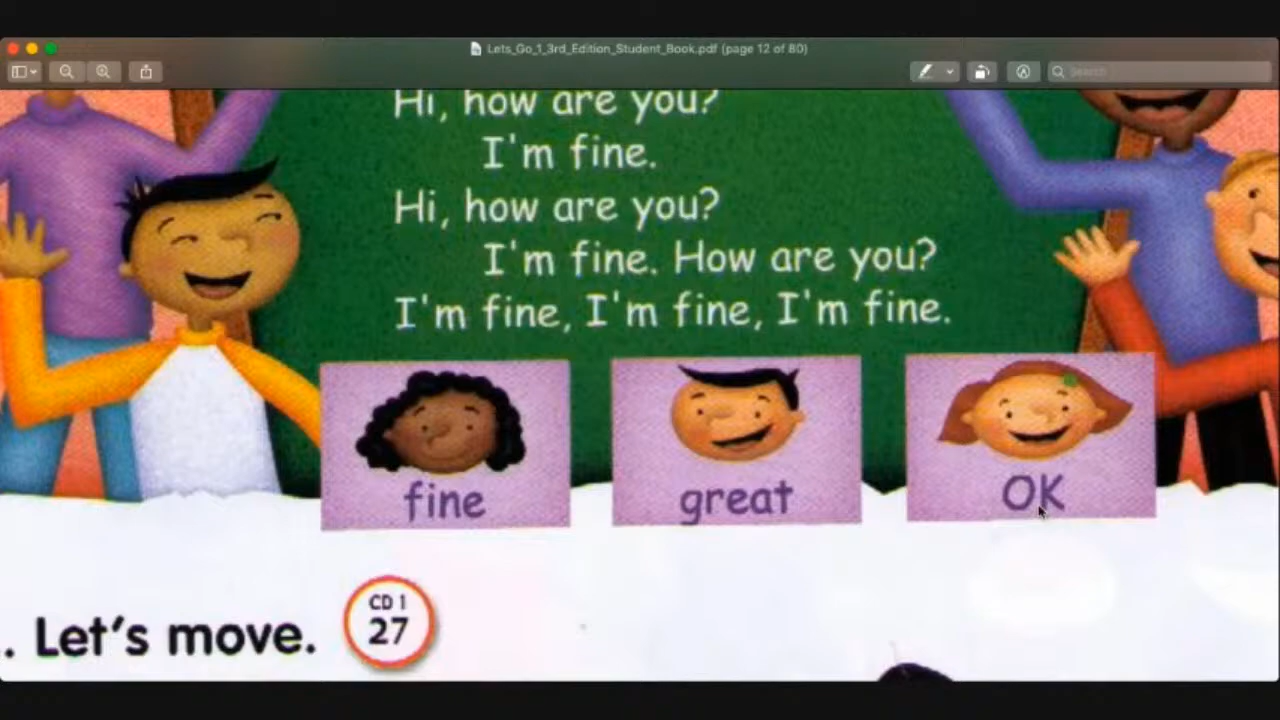 Lets_Go_1_3rd_Edition_Student_Book.pdf (page 12 of 80)
Search
Hi, how are you?
I'm fine.
Hi, how are you?
I'm fine. How are you?
I'm fine, I'm fine, I'm fine.
fine
great
OK
. Let's move.
CD 1
27